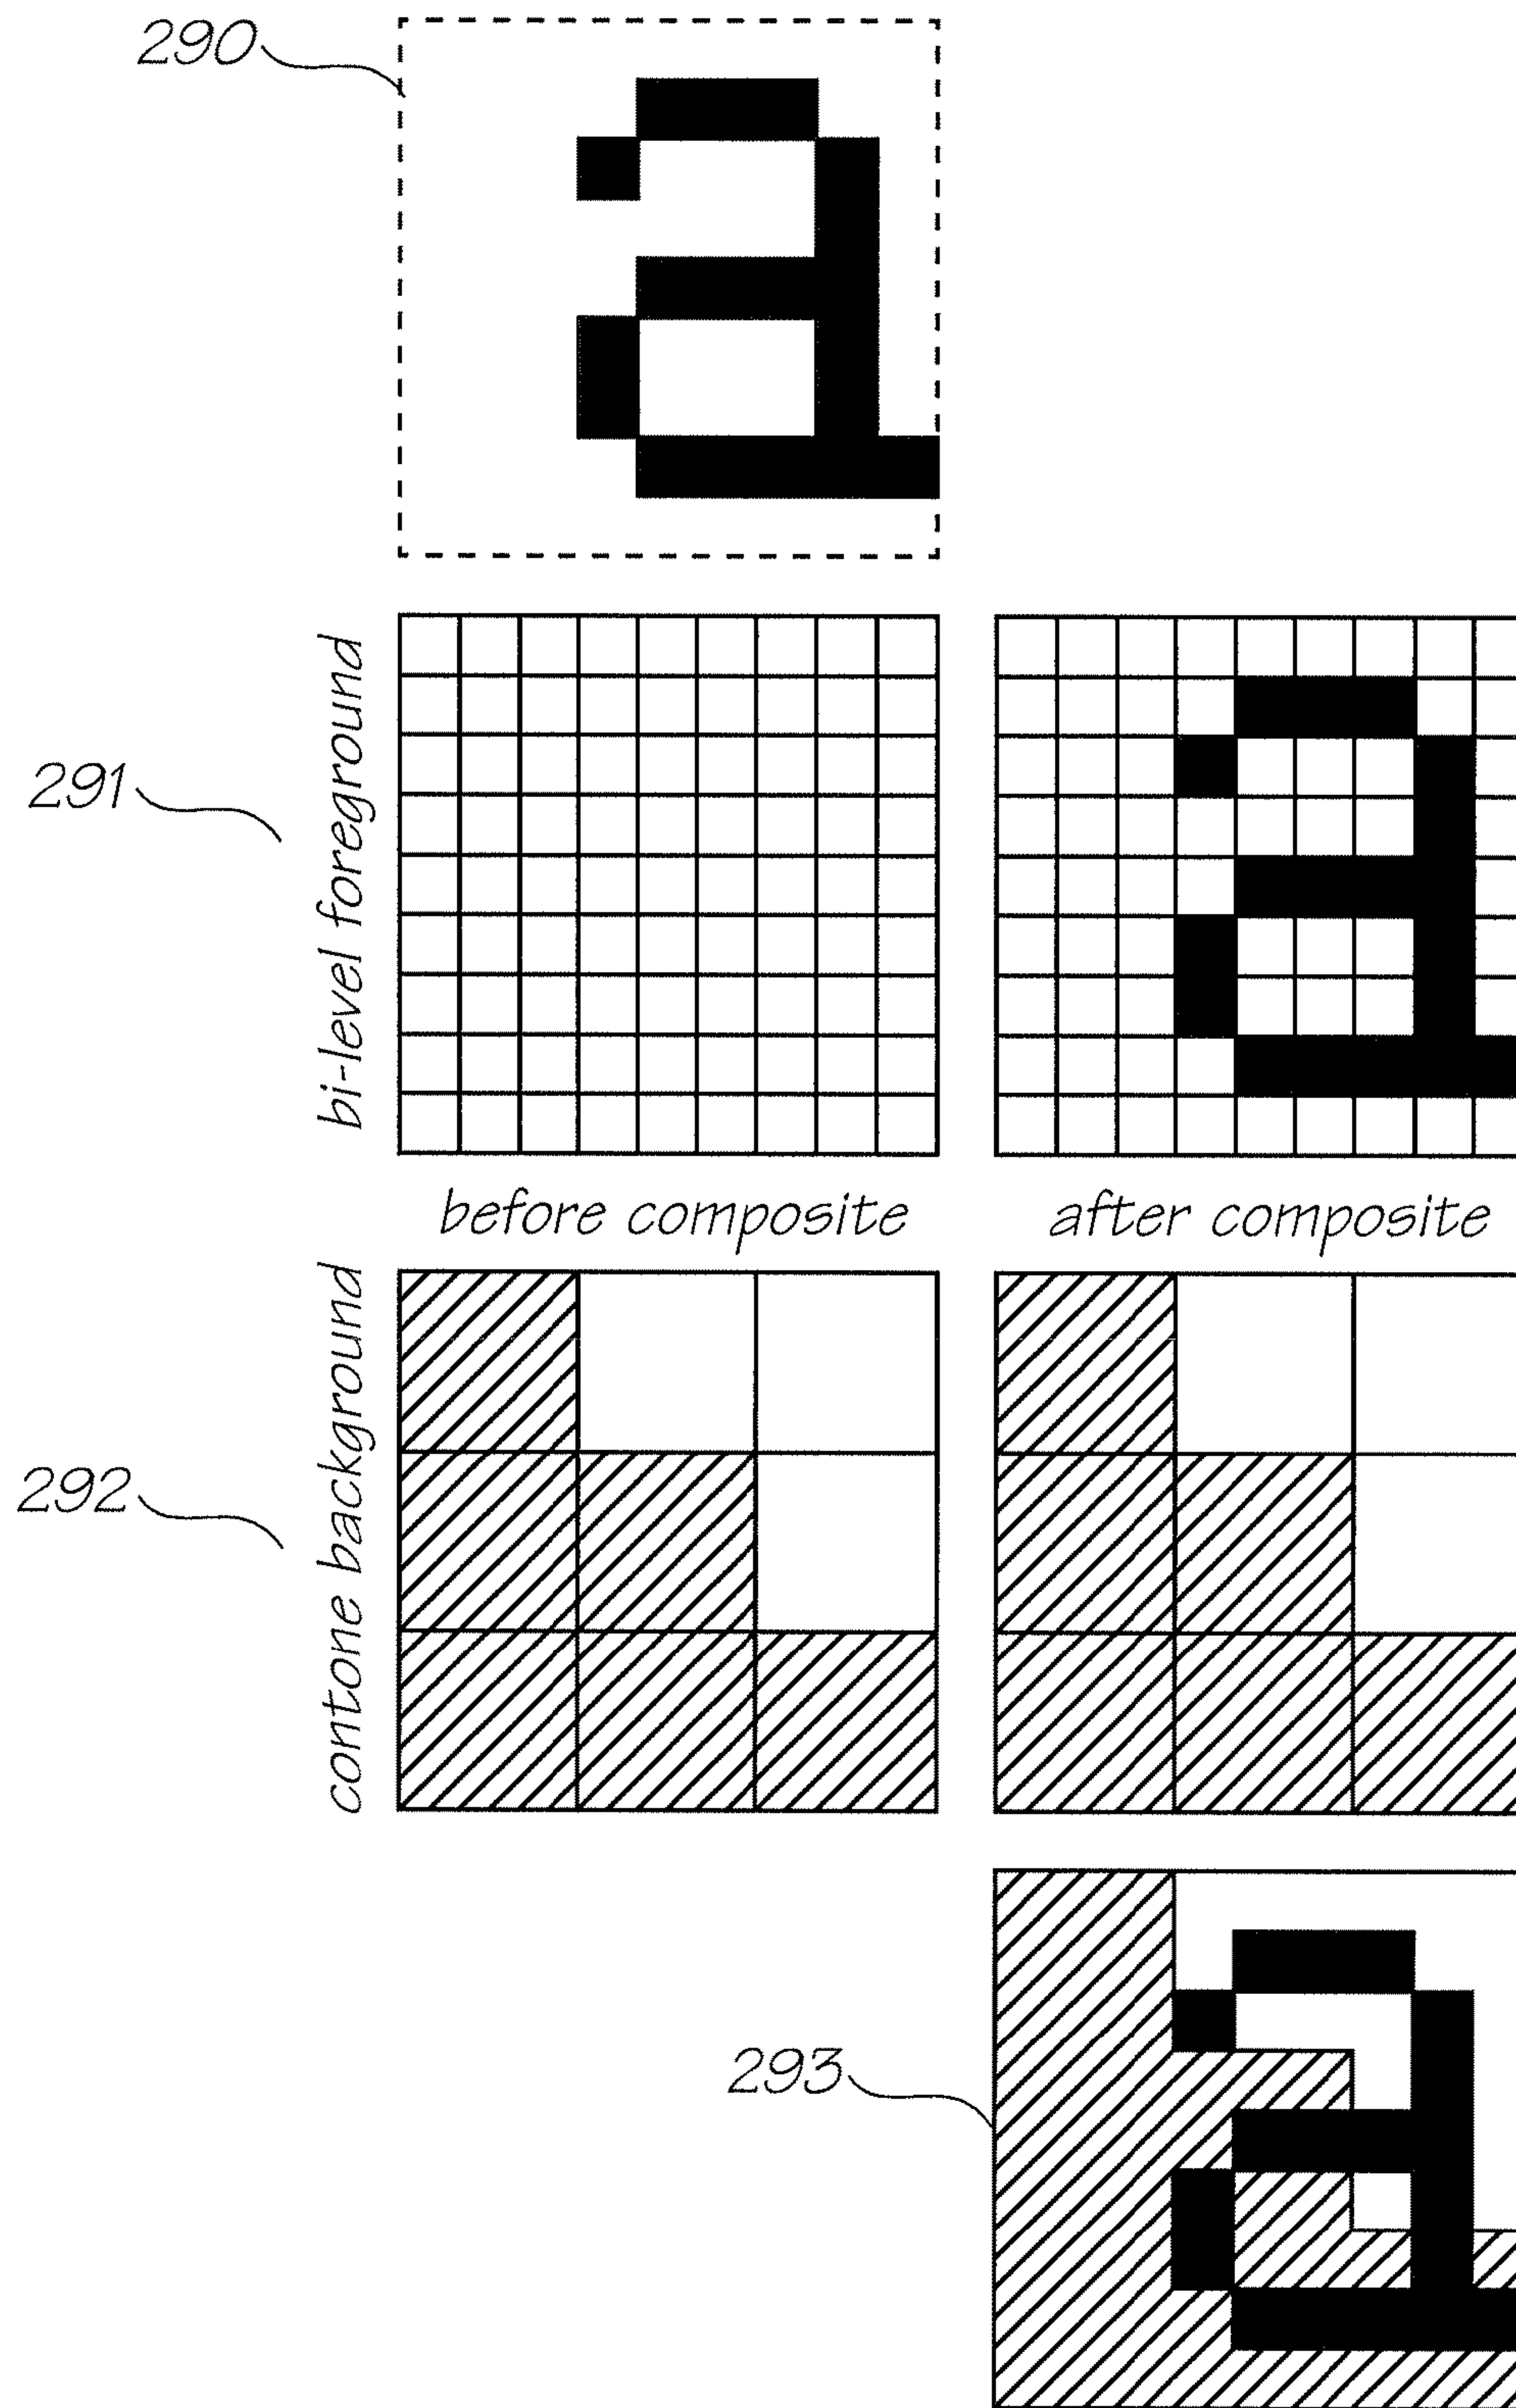 290
a
291
bi-level foreground
a
before composite
after composite
292
contone background
293
a